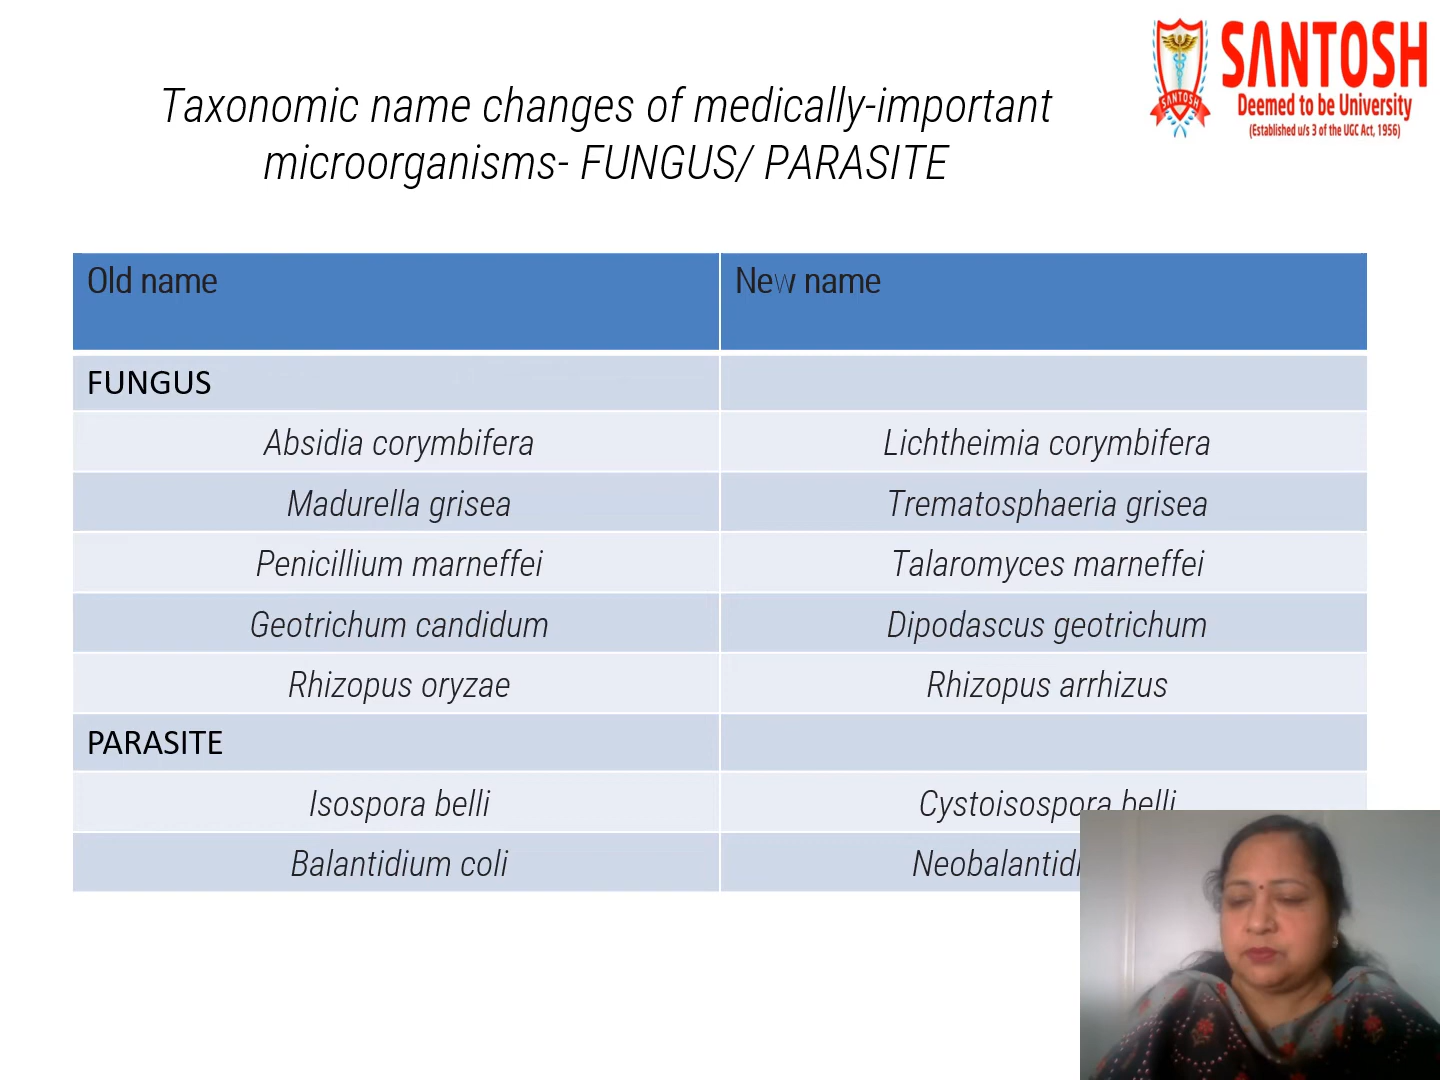 SANTOSH
Deemed to be University
(Established u/s 3 of the UGC Act, 1956)
SANTOSH
Taxonomic name changes of medically-important
microorganisms- FUNGUS/ PARASITE
Old name New name
FUNGUS
Absidia corymbifera Lichtheimia corymbifera
Madurella grisea Trematosphaeria grisea
Penicillium marneffei Talaromyces marneffei
Geotrichum candidum Dipodascus geotrichum
Rhizopus oryzae Rhizopus arrhizus
PARASITE
Isospora belli Cystoisospora belli
Balantidium coli